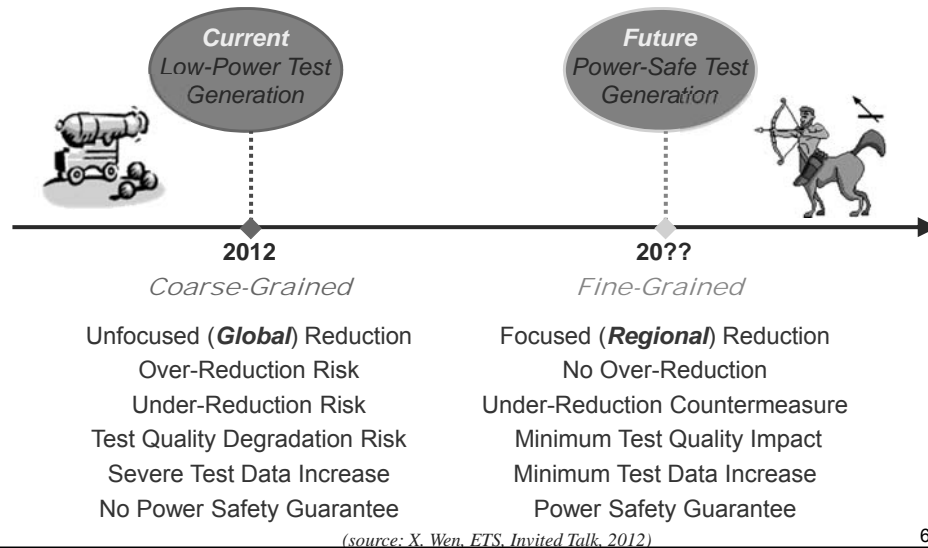 Current
Low-Power Test
Generation
Future
Power-Safe Test
Generation
2012
20??
Coarse-Grained
Fine-Grained
Unfocused (Global) Reduction
Over-Reduction Risk
Under-Reduction Risk
Test Quality Degradation Risk
Severe Test Data Increase
No Power Safety Guarantee
Focused (Regional) Reduction
No Over-Reduction
Under-Reduction Countermeasure
Minimum Test Quality Impact
Minimum Test Data Increase
Power Safety Guarantee
(source: X. Wen, ETS, Invited Talk, 2012)
6